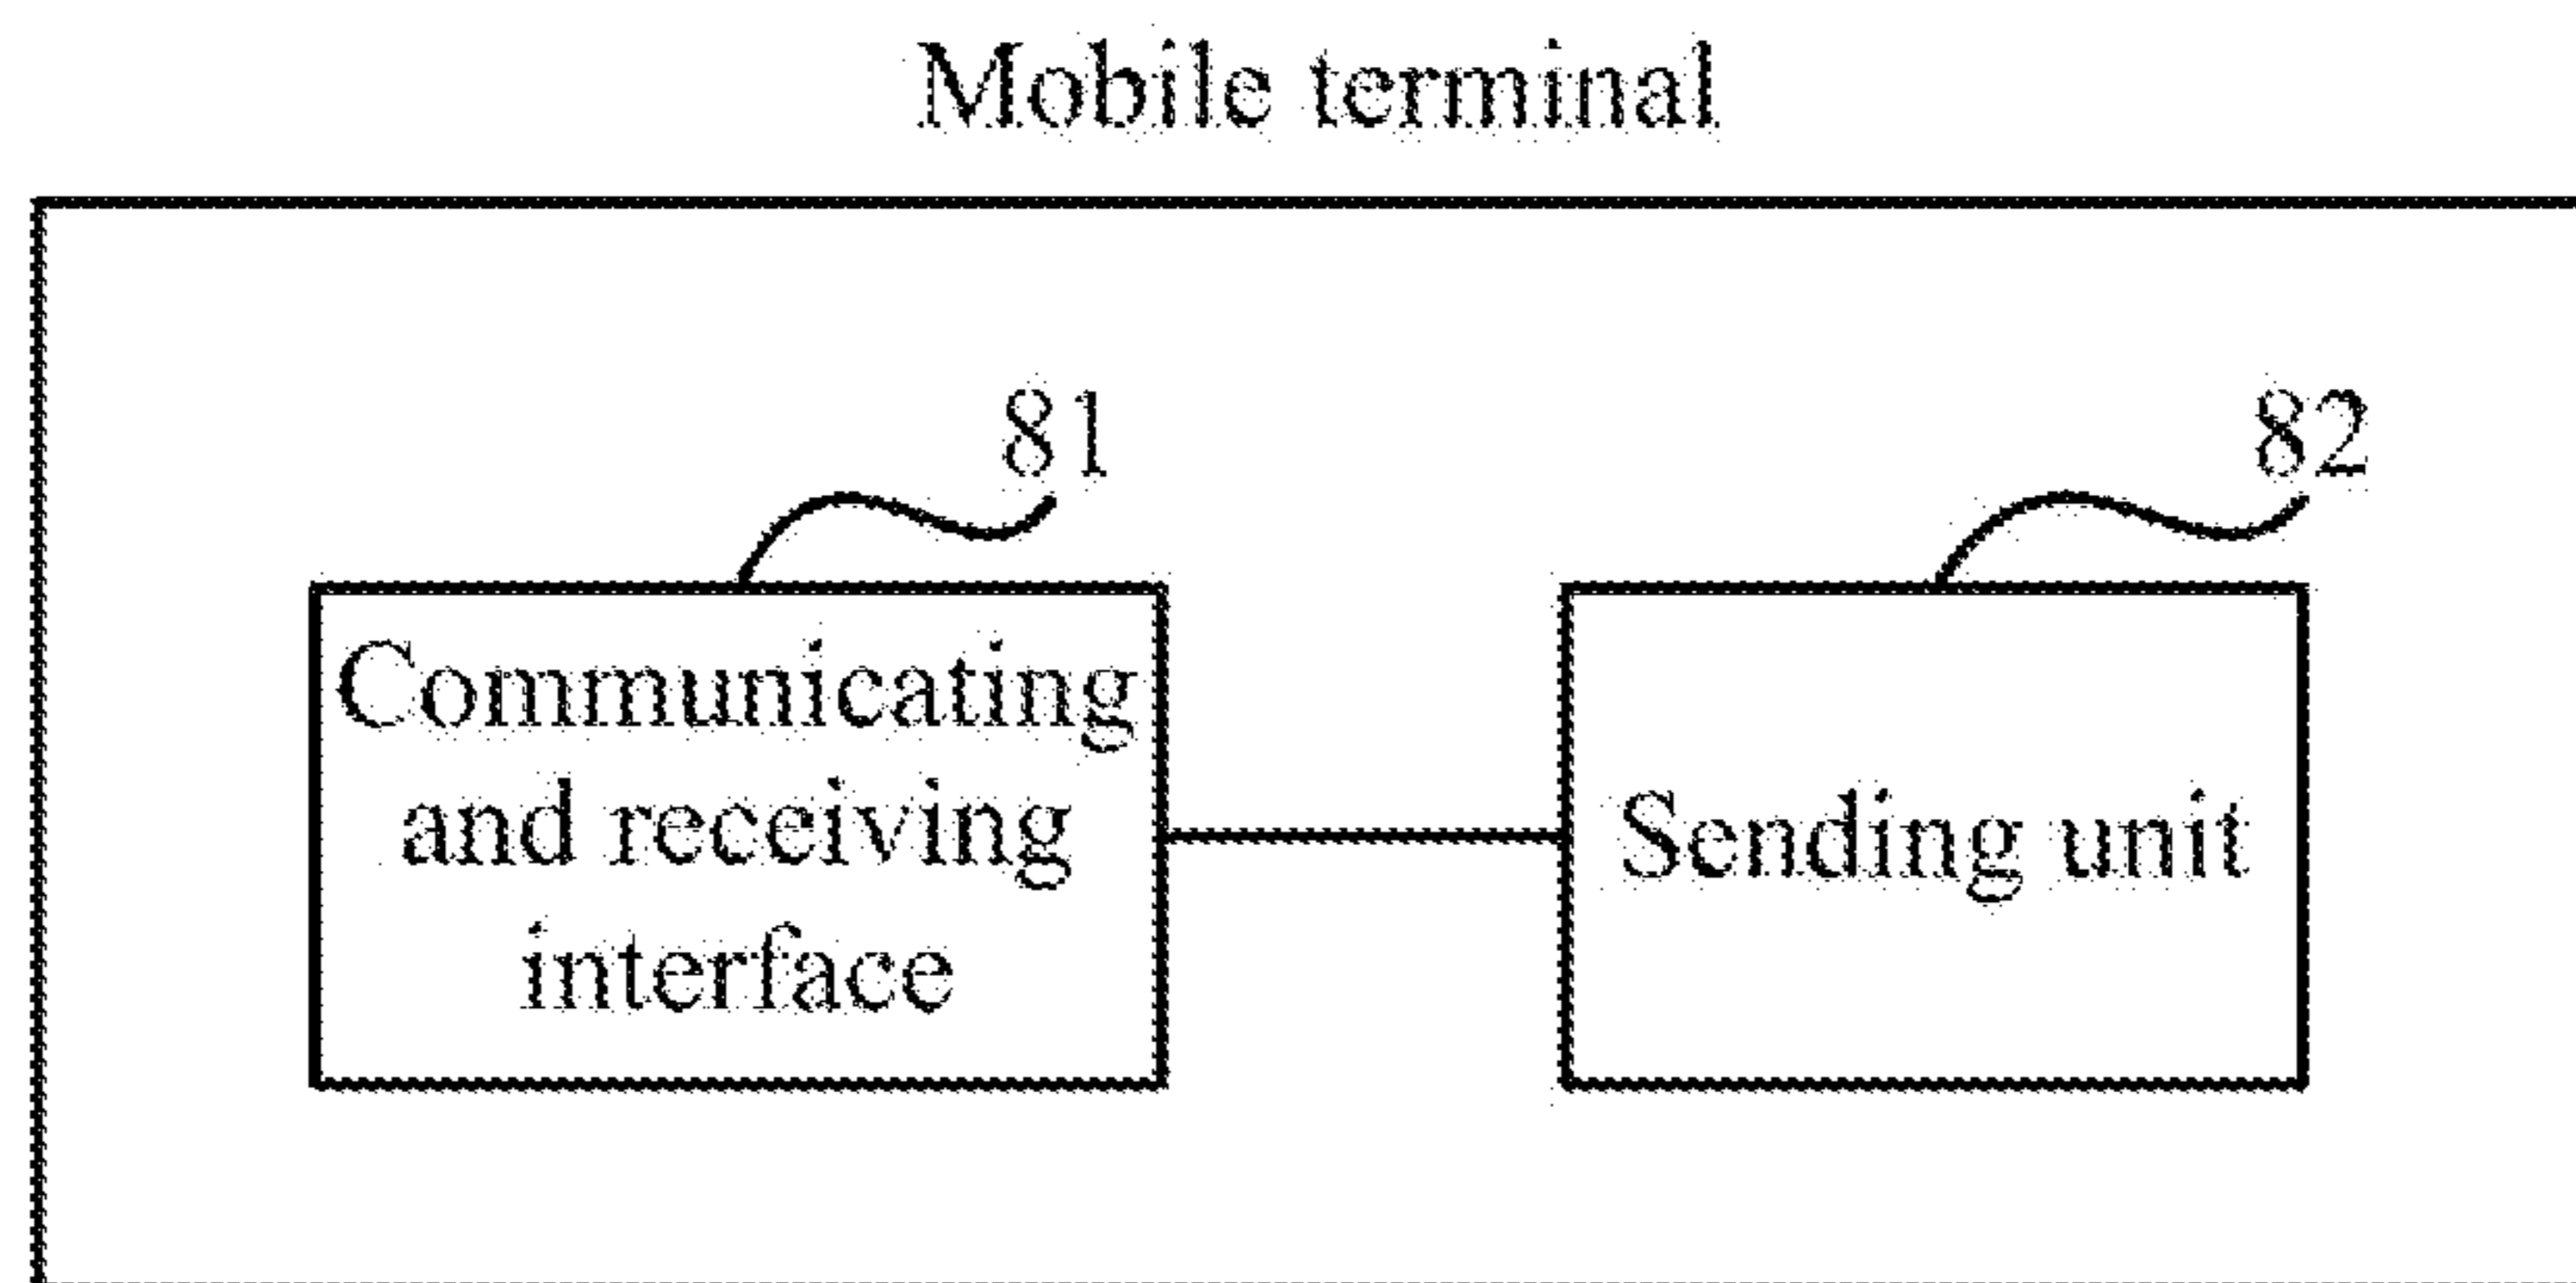 Mobile terminal
81
82
Communicating
and receiving
interface
Sending unit